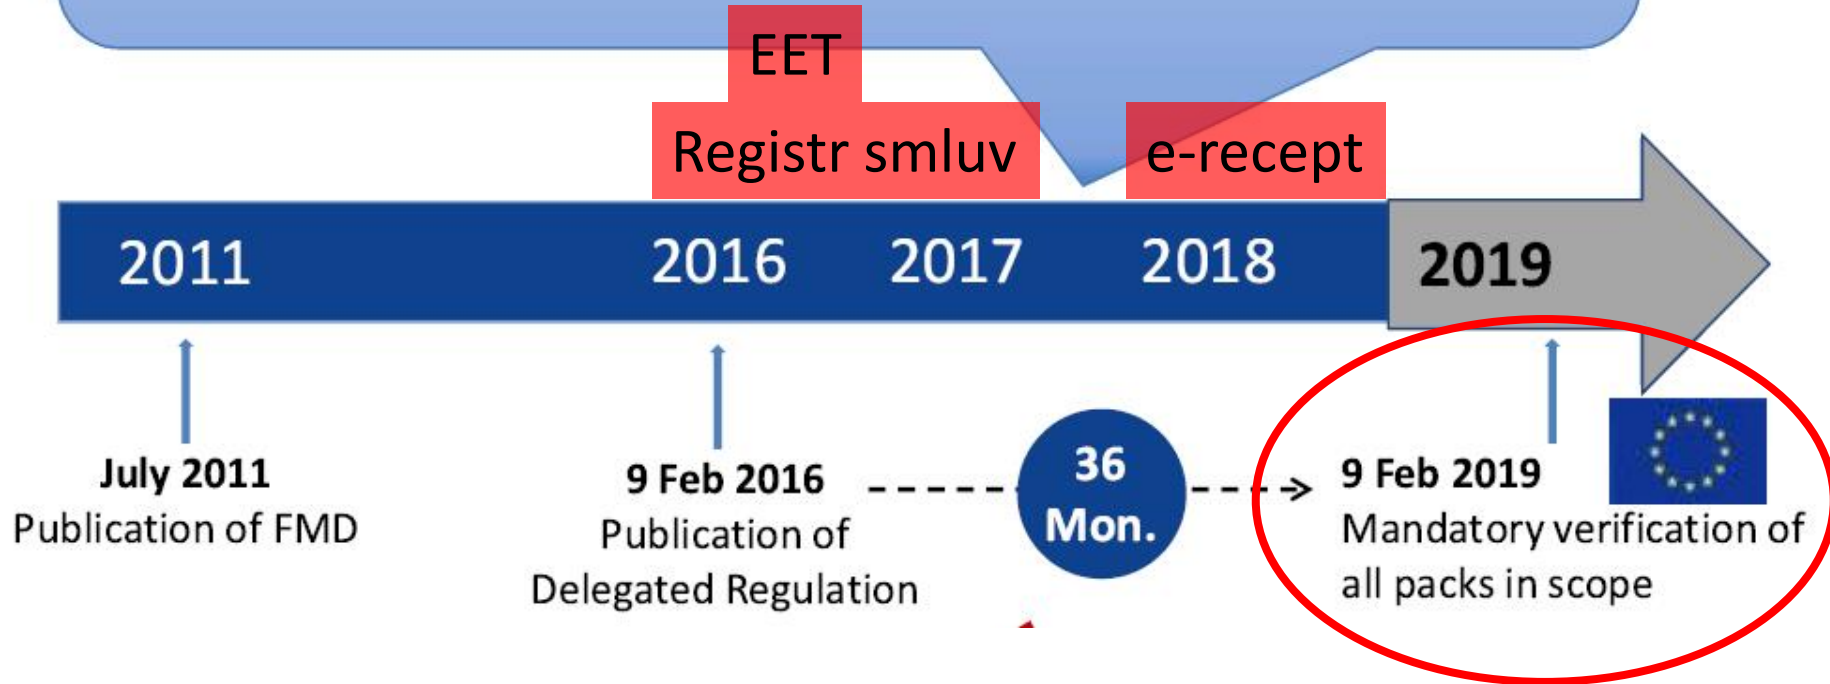 EET
Registr smluv
e-recept
2011
2016
2017
2018
2019
July 2011
Publication of FMD
9 Feb 2016
Publication of
Delegated Regulation
36
Mon.
9 Feb 2019
Mandatory verification of
all packs in scope